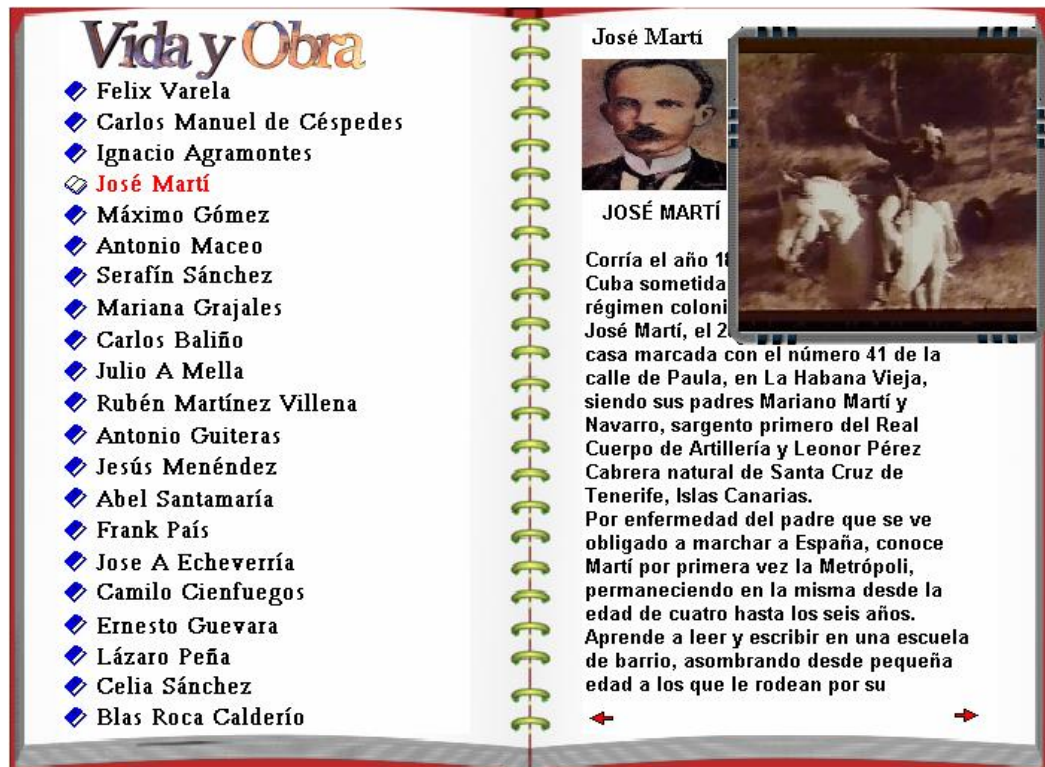 Vida y Obra
Felix Varela
Carlos Manuel de Céspedes
Ignacio Agramontes
José Martí
Máximo Gómez
Antonio Maceo
Serafín Sánchez
Mariana Grajales
Carlos Baliño
Julio A Mella
Rubén Martínez Villena
Antonio Guiteras
Jesús Menéndez
Abel Santamaría
Frank País
Jose A Echeverría
Camilo Cienfuegos
Ernesto Guevara
Lázaro Peña
Celia Sánchez
Blas Roca Calderío
José Martí
JOSÉ MARTÍ
Corría el año
Cuba sometida
régimen
José Martí, el
casa marcada con el número 41 de la
calle de Paula, en La Habana Vieja,
siendo sus padres Mariano Martí y
Navarro, sargento primero del Real
Cuerpo de Artillería y Leonor Pérez
Cabrera natural de Santa Cruz de
Tenerife, Islas Canarias.
Por enfermedad del padre que se ve
obligado a marchar a España, conoce
Martí por primera vez la Metrópoli,
permaneciendo en la misma desde la
edad de cuatro hasta los seis años.
Aprende a leer y escribir en una escuela
de barrio, asombrando desde pequeña
edad a los que le rodean por su